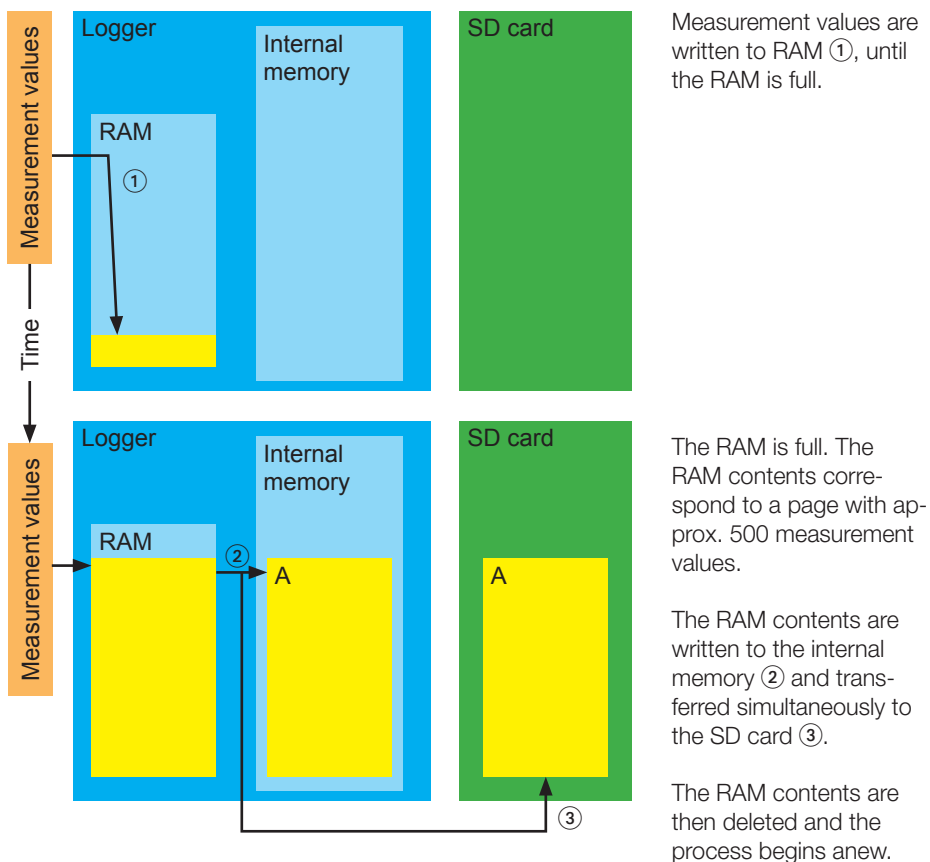 Measurement values
Logger
Internal
memory
RAM
①
SD card
Measurement values are
written to RAM ①, until
the RAM is full.
Time
Measurement values
Logger
Internal
memory
RAM
②
A
SD card
A
③
The RAM is full. The
RAM contents corre-
spond to a page with ap-
prox. 500 measurement
values.
The RAM contents are
written to the internal
memory ② and trans-
ferred simultaneously to
the SD card ③.
The RAM contents are
then deleted and the
process begins anew.